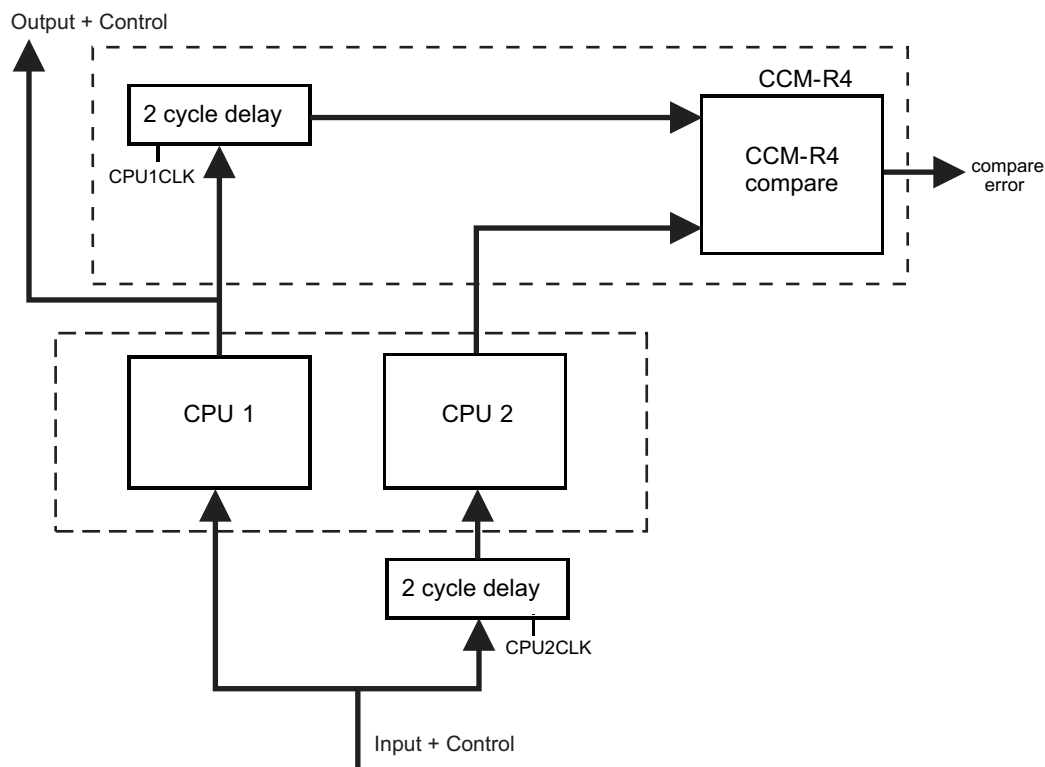 Output + Control
CCM-R4
2 cycle delay
CPU1CLK
CCM-R4
compare
compare
error
CPU 1
CPU 2
2 cycle delay
CPU2CLK
Input + Control